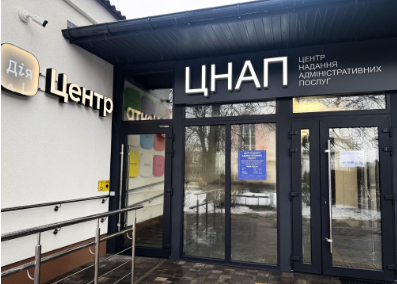 Дія
Центр
ЦНАП
ЦЕНТР
НАДАННЯ
АДМІНІСТРАТИВНИХ
ПОСЛУГ